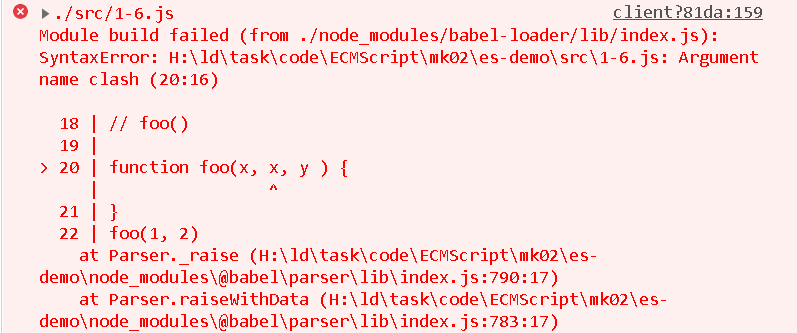 ./src/1-6.js client?81da:159
Module build failed (from ./node_modules/babel-loader/lib/index.js):
SyntaxError: H:\ld\task\code\ECMScript\mk02\es-demo\src\1-6.js: Argument
name clash (20:16)
18 | // foo()
19 |
> 20 | function foo(x, x, y ) {
| ^
21 | }
22 | foo(1, 2)
at Parser._raise (H:\ld\task\code\ECMScript\mk02\es-
demo\node_modules\@babel\parser\lib\index.js:790:17)
at Parser.raiseWithData (H:\ld\task\code\ECMScript\mk02\es-
demo\node_modules\@babel\parser\lib\index.js:783:17)